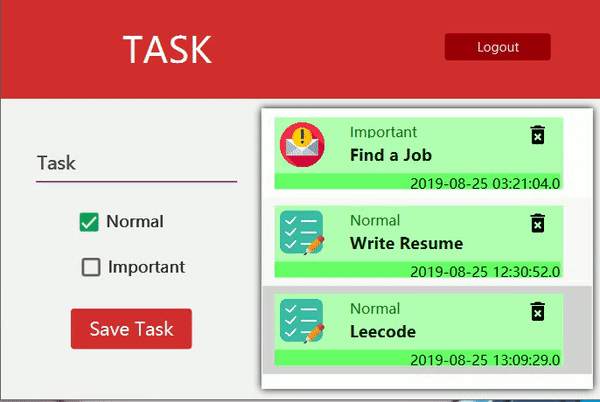 TASK
Logout
Task
Normal
Important
Save Task
Important
Find a Job
2019-08-25 03:21:04.0
Normal
Write Resume
2019-08-25 12:30:52.0
Normal
Leecode
2019-08-25 13:09:29.0